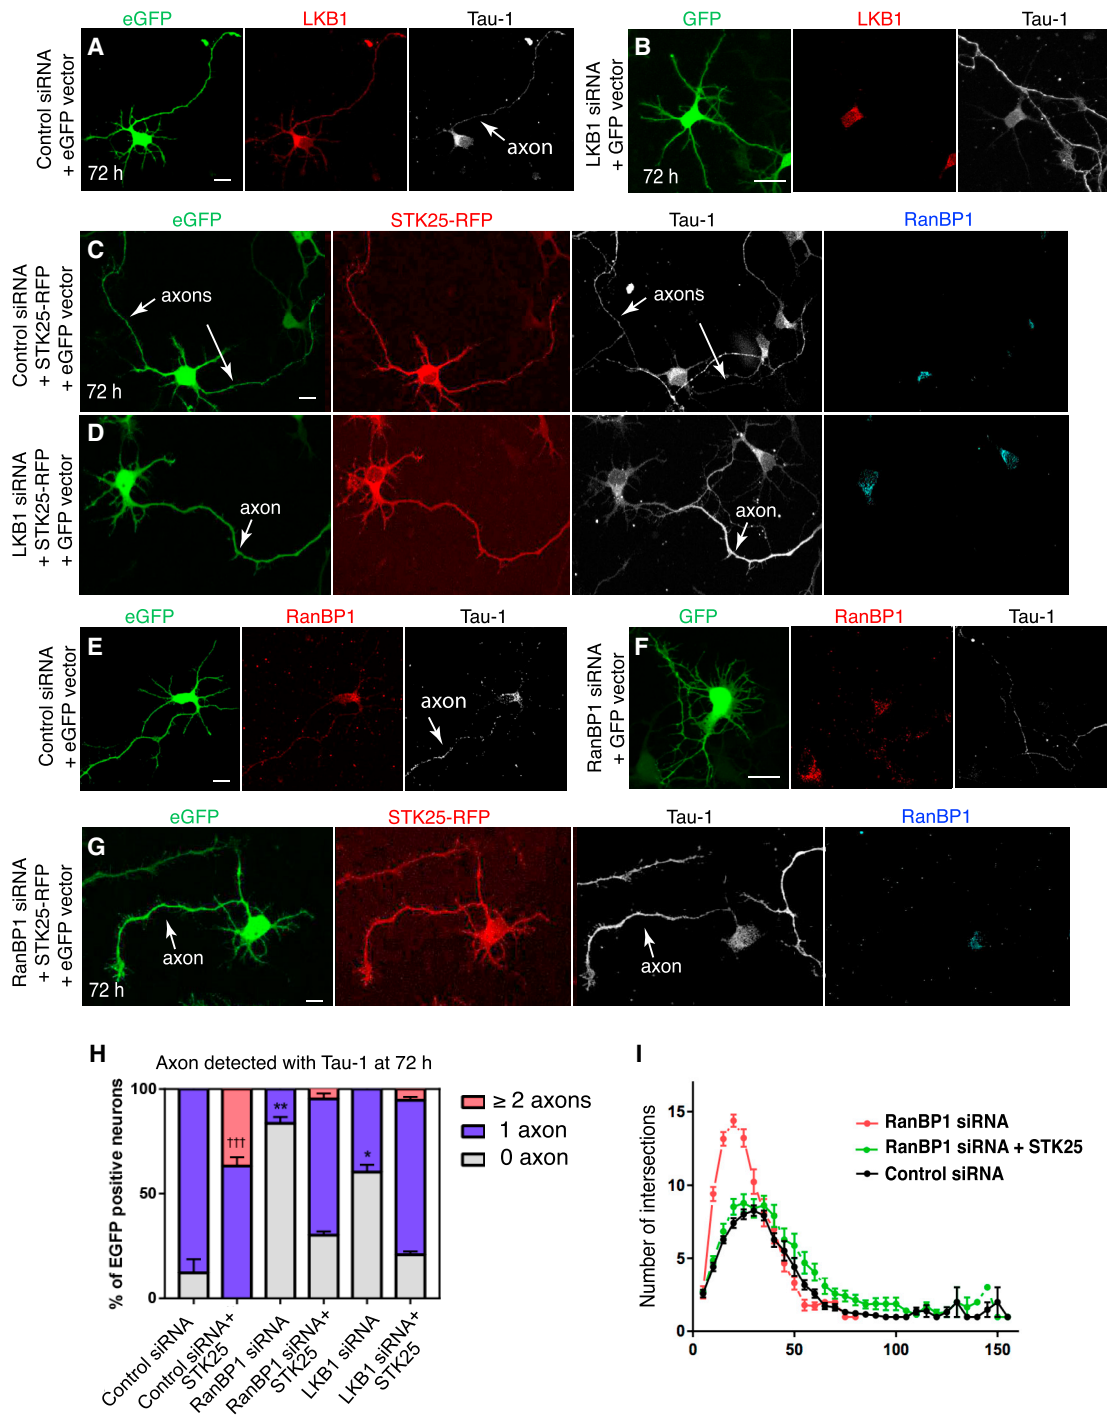 eGFP LKB1 Tau-1
Control siRNA
+ eGFP vector
A
72 h
axon
GFP LKB1 Tau-1
LKB1 siRNA
+ GFP vector
B
72 h
eGFP STK25-RFP Tau-1 RanBP1
Control siRNA
+ STK25-RFP
+ eGFP vector
C
axons
axons
72 h
LKB1 siRNA
+ STK25-RFP
+ GFP vector
D
axon
axon
eGFP RanBP1 Tau-1
Control siRNA
+ eGFP vector
E
axon
GFP RanBP1 Tau-1
RanBP1 siRNA
+ GFP vector
F
eGFP STK25-RFP Tau-1 RanBP1
RanBP1 siRNA
+ STK25-RFP
+ eGFP vector
G
axon
axon
72 h
H
Axon detected with Tau-1 at 72 h
% of EGFP positive neurons
100
50
0
†††
**
*
≥ 2 axons
1 axon
0 axon
Control siRNA
Control siRNA+
STK25
RanBP1 siRNA
RanBP1 siRNA+
STK25
LKB1 siRNA
LKB1 siRNA+
STK25
I
Number of intersections
15
10
5
0
0 50 100 150
RanBP1 siRNA
RanBP1 siRNA + STK25
Control siRNA